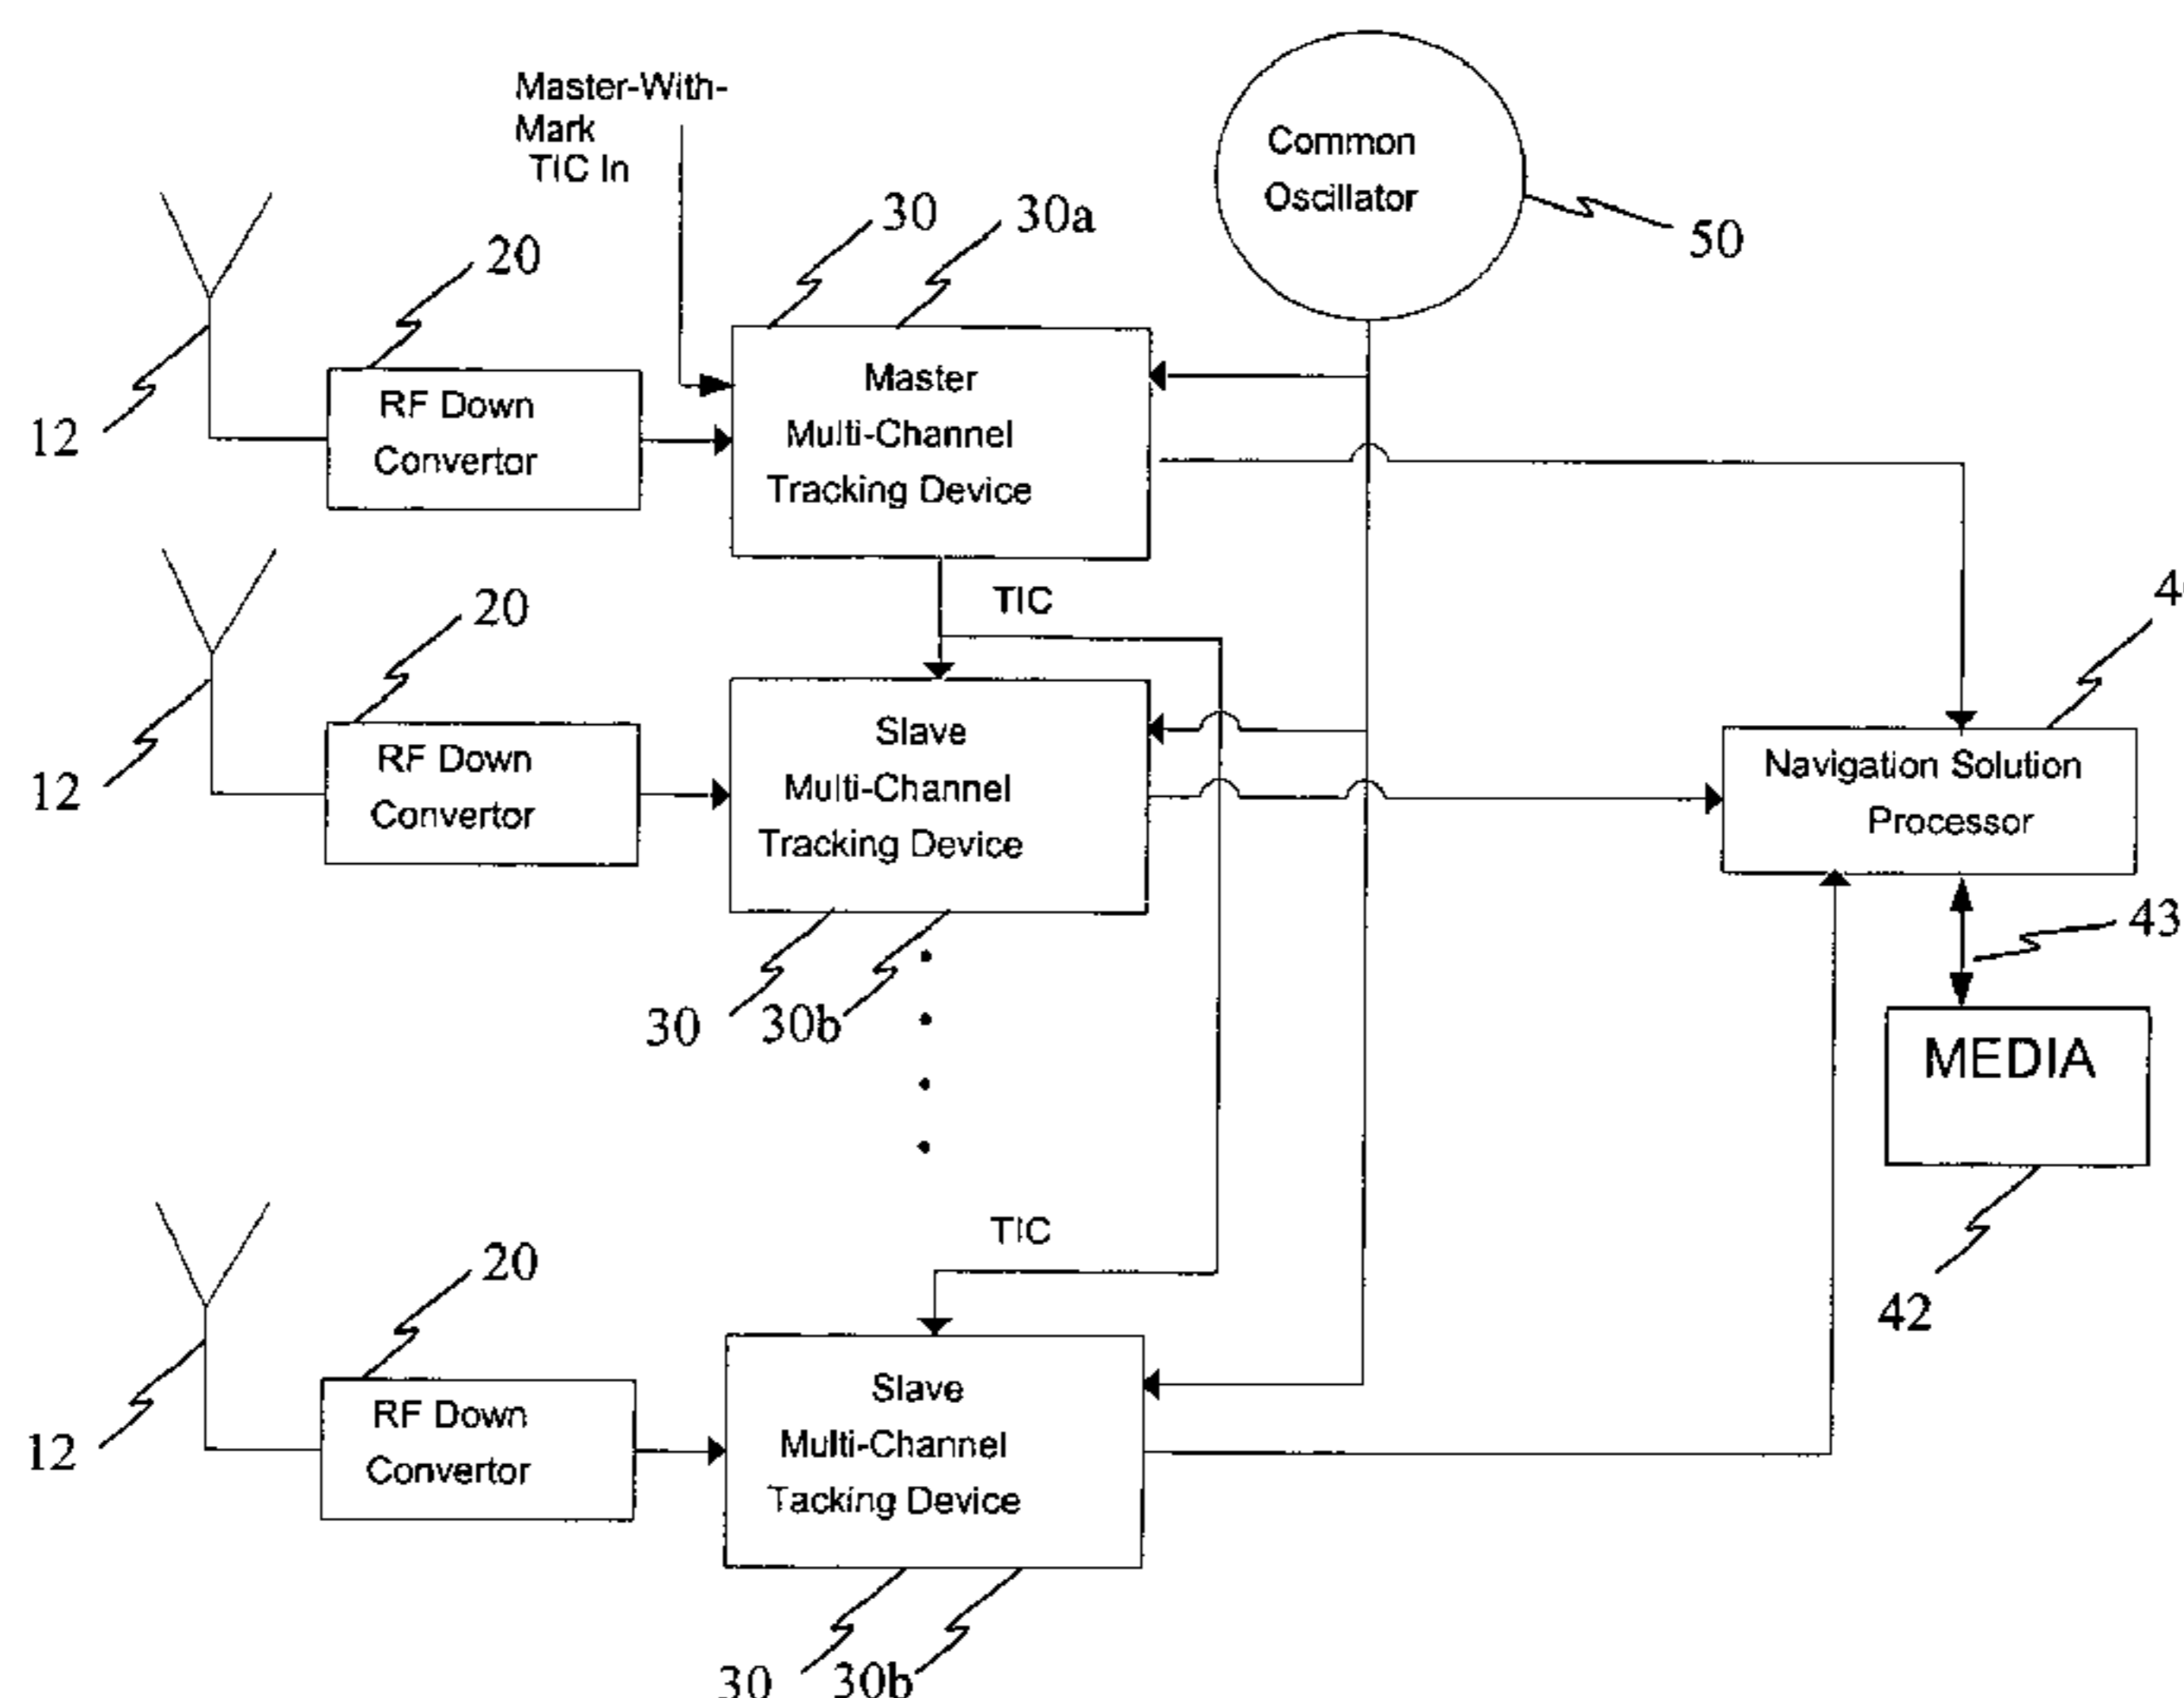 Master-With-
Mark
TIC In
Common
Oscillator
50
30
30a
20
12
RF Down
Convertor
Master
Multi-Channel
Tracking Device
TIC
20
12
RF Down
Convertor
Slave
Multi-Channel
Tracking Device
30
30b
4
Navigation Solution
Processor
43
MEDIA
42
TIC
20
12
RF Down
Convertor
Slave
Multi-Channel
Tacking Device
30
30b